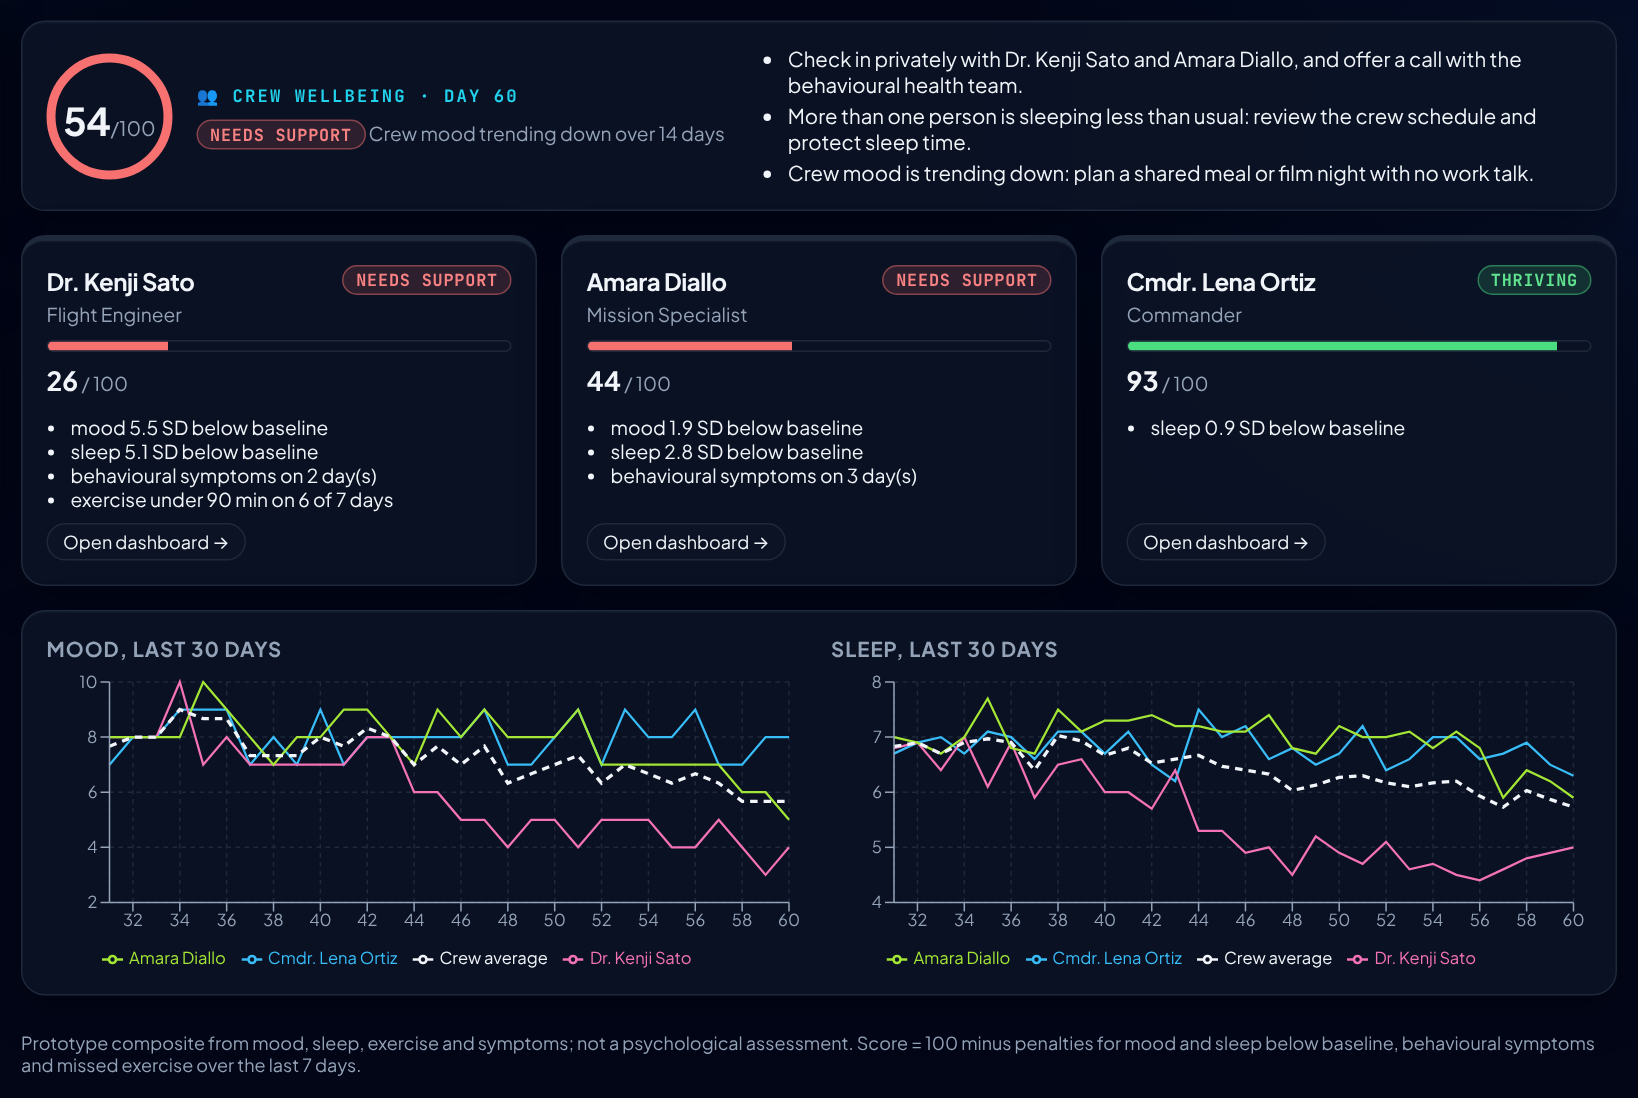 54/100
👥 CREW WELLBEING · DAY 60
NEEDS SUPPORT Crew mood trending down over 14 days
• Check in privately with Dr. Kenji Sato and Amara Diallo, and offer a call with the
behavioural health team.
• More than one person is sleeping less than usual: review the crew schedule and
protect sleep time.
• Crew mood is trending down: plan a shared meal or film night with no work talk.
Dr. Kenji Sato
NEEDS SUPPORT
Flight Engineer
26 / 100
• mood 5.5 SD below baseline
• sleep 5.1 SD below baseline
• behavioural symptoms on 2 day(s)
• exercise under 90 min on 6 of 7 days
Open dashboard →
Amara Diallo
NEEDS SUPPORT
Mission Specialist
44 / 100
• mood 1.9 SD below baseline
• sleep 2.8 SD below baseline
• behavioural symptoms on 3 day(s)
Open dashboard →
Cmdr. Lena Ortiz
THRIVING
Commander
93 / 100
• sleep 0.9 SD below baseline
Open dashboard →
MOOD, LAST 30 DAYS
10
8
6
4
2
32 34 36 38 40 42 44 46 48 50 52 54 56 58 60
Amara Diallo Cmdr. Lena Ortiz Crew average Dr. Kenji Sato
SLEEP, LAST 30 DAYS
8
7
6
5
4
32 34 36 38 40 42 44 46 48 50 52 54 56 58 60
Amara Diallo Cmdr. Lena Ortiz Crew average Dr. Kenji Sato
Prototype composite from mood, sleep, exercise and symptoms; not a psychological assessment. Score = 100 minus penalties for mood and sleep below baseline, behavioural symptoms
and missed exercise over the last 7 days.